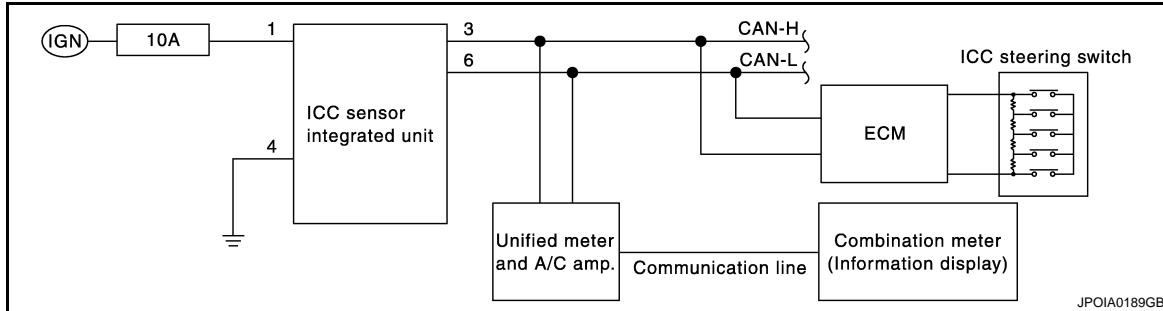 IGN
10A
1
3
CAN-H
6
CAN-L
ICC steering switch
ICC sensor
integrated unit
4
ECM
Unified meter
and A/C amp.
Communication line
Combination meter
(Information display)
JPOIA0189GB